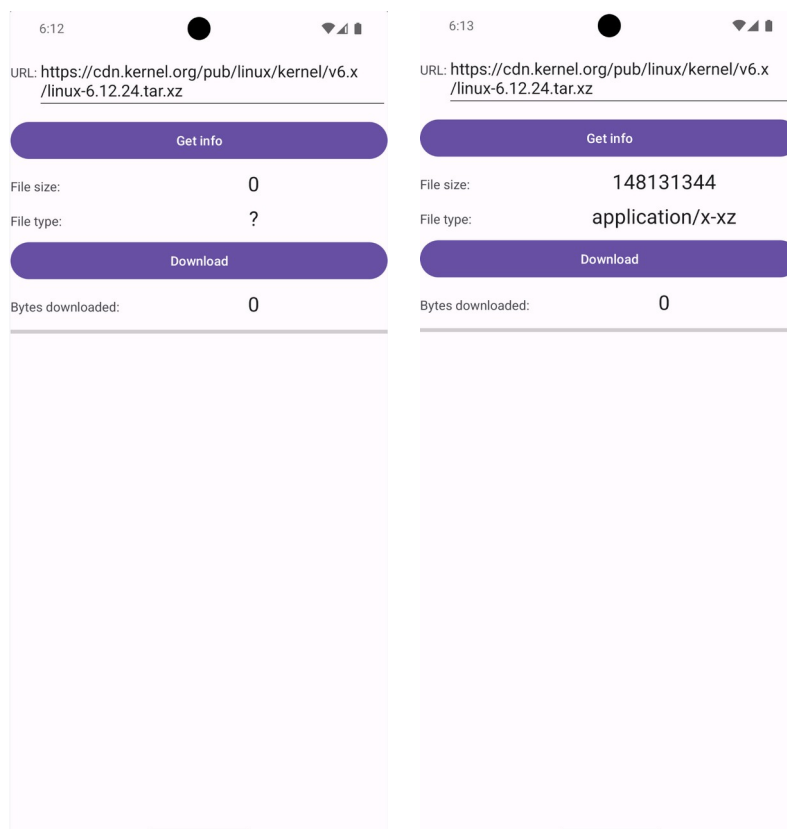 6:12
URL: https://cdn.kernel.org/pub/linux/kernel/v6.x
/linux-6.12.24.tar.xz
Get info
File size: 0
File type: ?
Download
Bytes downloaded: 0
6:13
URL: https://cdn.kernel.org/pub/linux/kernel/v6.x
/linux-6.12.24.tar.xz
Get info
File size: 148131344
File type: application/x-xz
Download
Bytes downloaded: 0